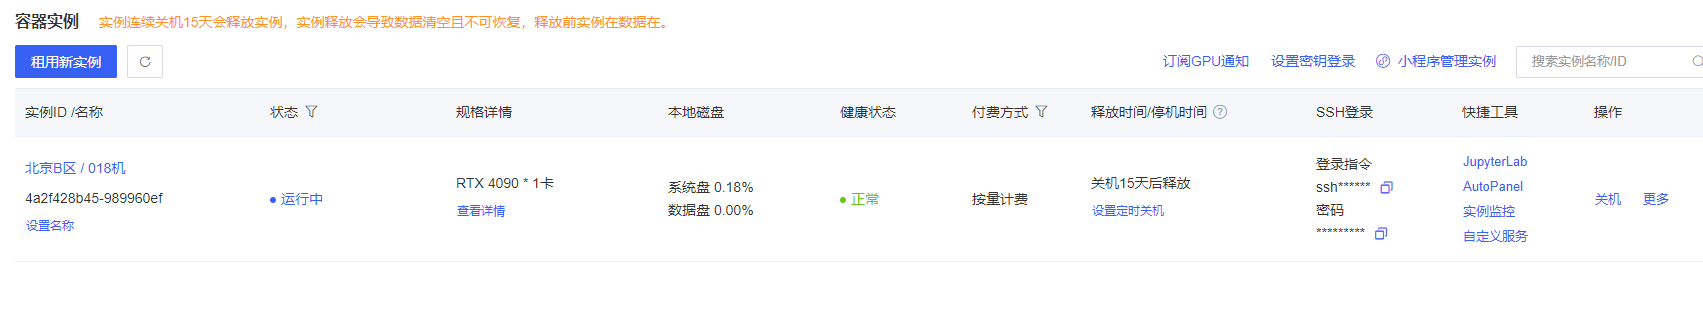 容器实例 实例连续关机15天会释放实例，实例释放会导致数据清空且不可恢复，释放前实例在数据在。
租用新实例 订阅GPU通知 设置密钥登录 小程序管理实例 搜索实例名称/ID
实例ID /名称 状态 规格详情 本地磁盘 健康状态 付费方式 释放时间/停机时间 ? SSH登录 快捷工具 操作
北京B区 / 018机
4a2f428b45-989960ef
设置名称
运行中
RTX 4090 * 1卡
查看详情
系统盘 0.18%
数据盘 0.00%
正常
按量计费
关机15天后释放
设置定时关机
登录指令
ssh******
密码
*********
JupyterLab
AutoPanel
实例监控
自定义服务
关机 更多